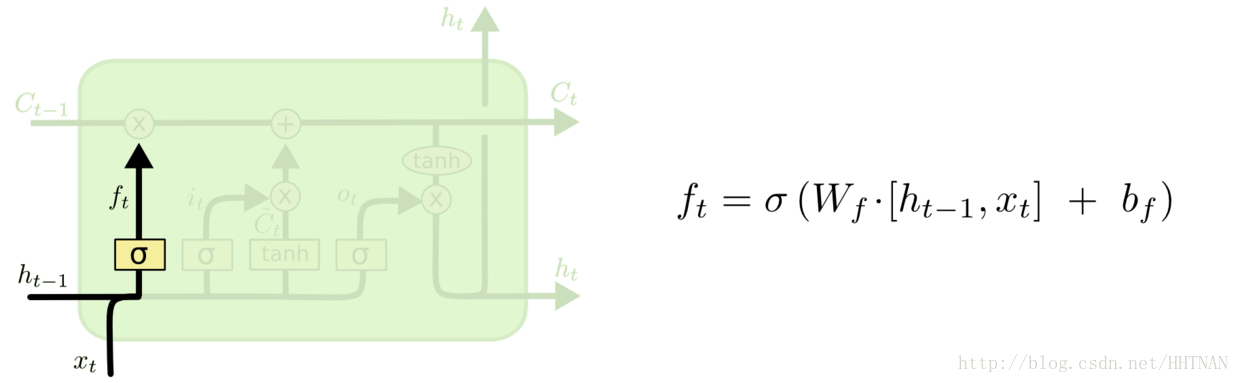 h_t
C_{t-1}
C_t
x
+
tanh
f_t
i_t
x
o_t
x
C̃_t
σ
σ
tanh
σ
h_{t-1}
h_t
x_t
f_t = σ (W_f · [h_{t-1}, x_t] + b_f)
http://blog.csdn.net/HHTNAN